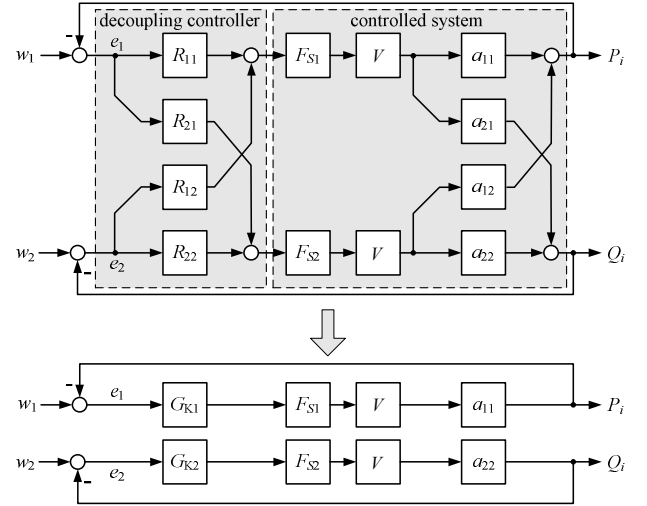 decoupling controller controlled system
-
w1 e1 R11 FS1 V a11 Pi
R21 a21
R12 a12
w2 e2 R22 FS2 V a22 Qi
-
-
w1 e1 GK1 FS1 V a11 Pi
w2 e2 GK2 FS2 V a22 Qi
-